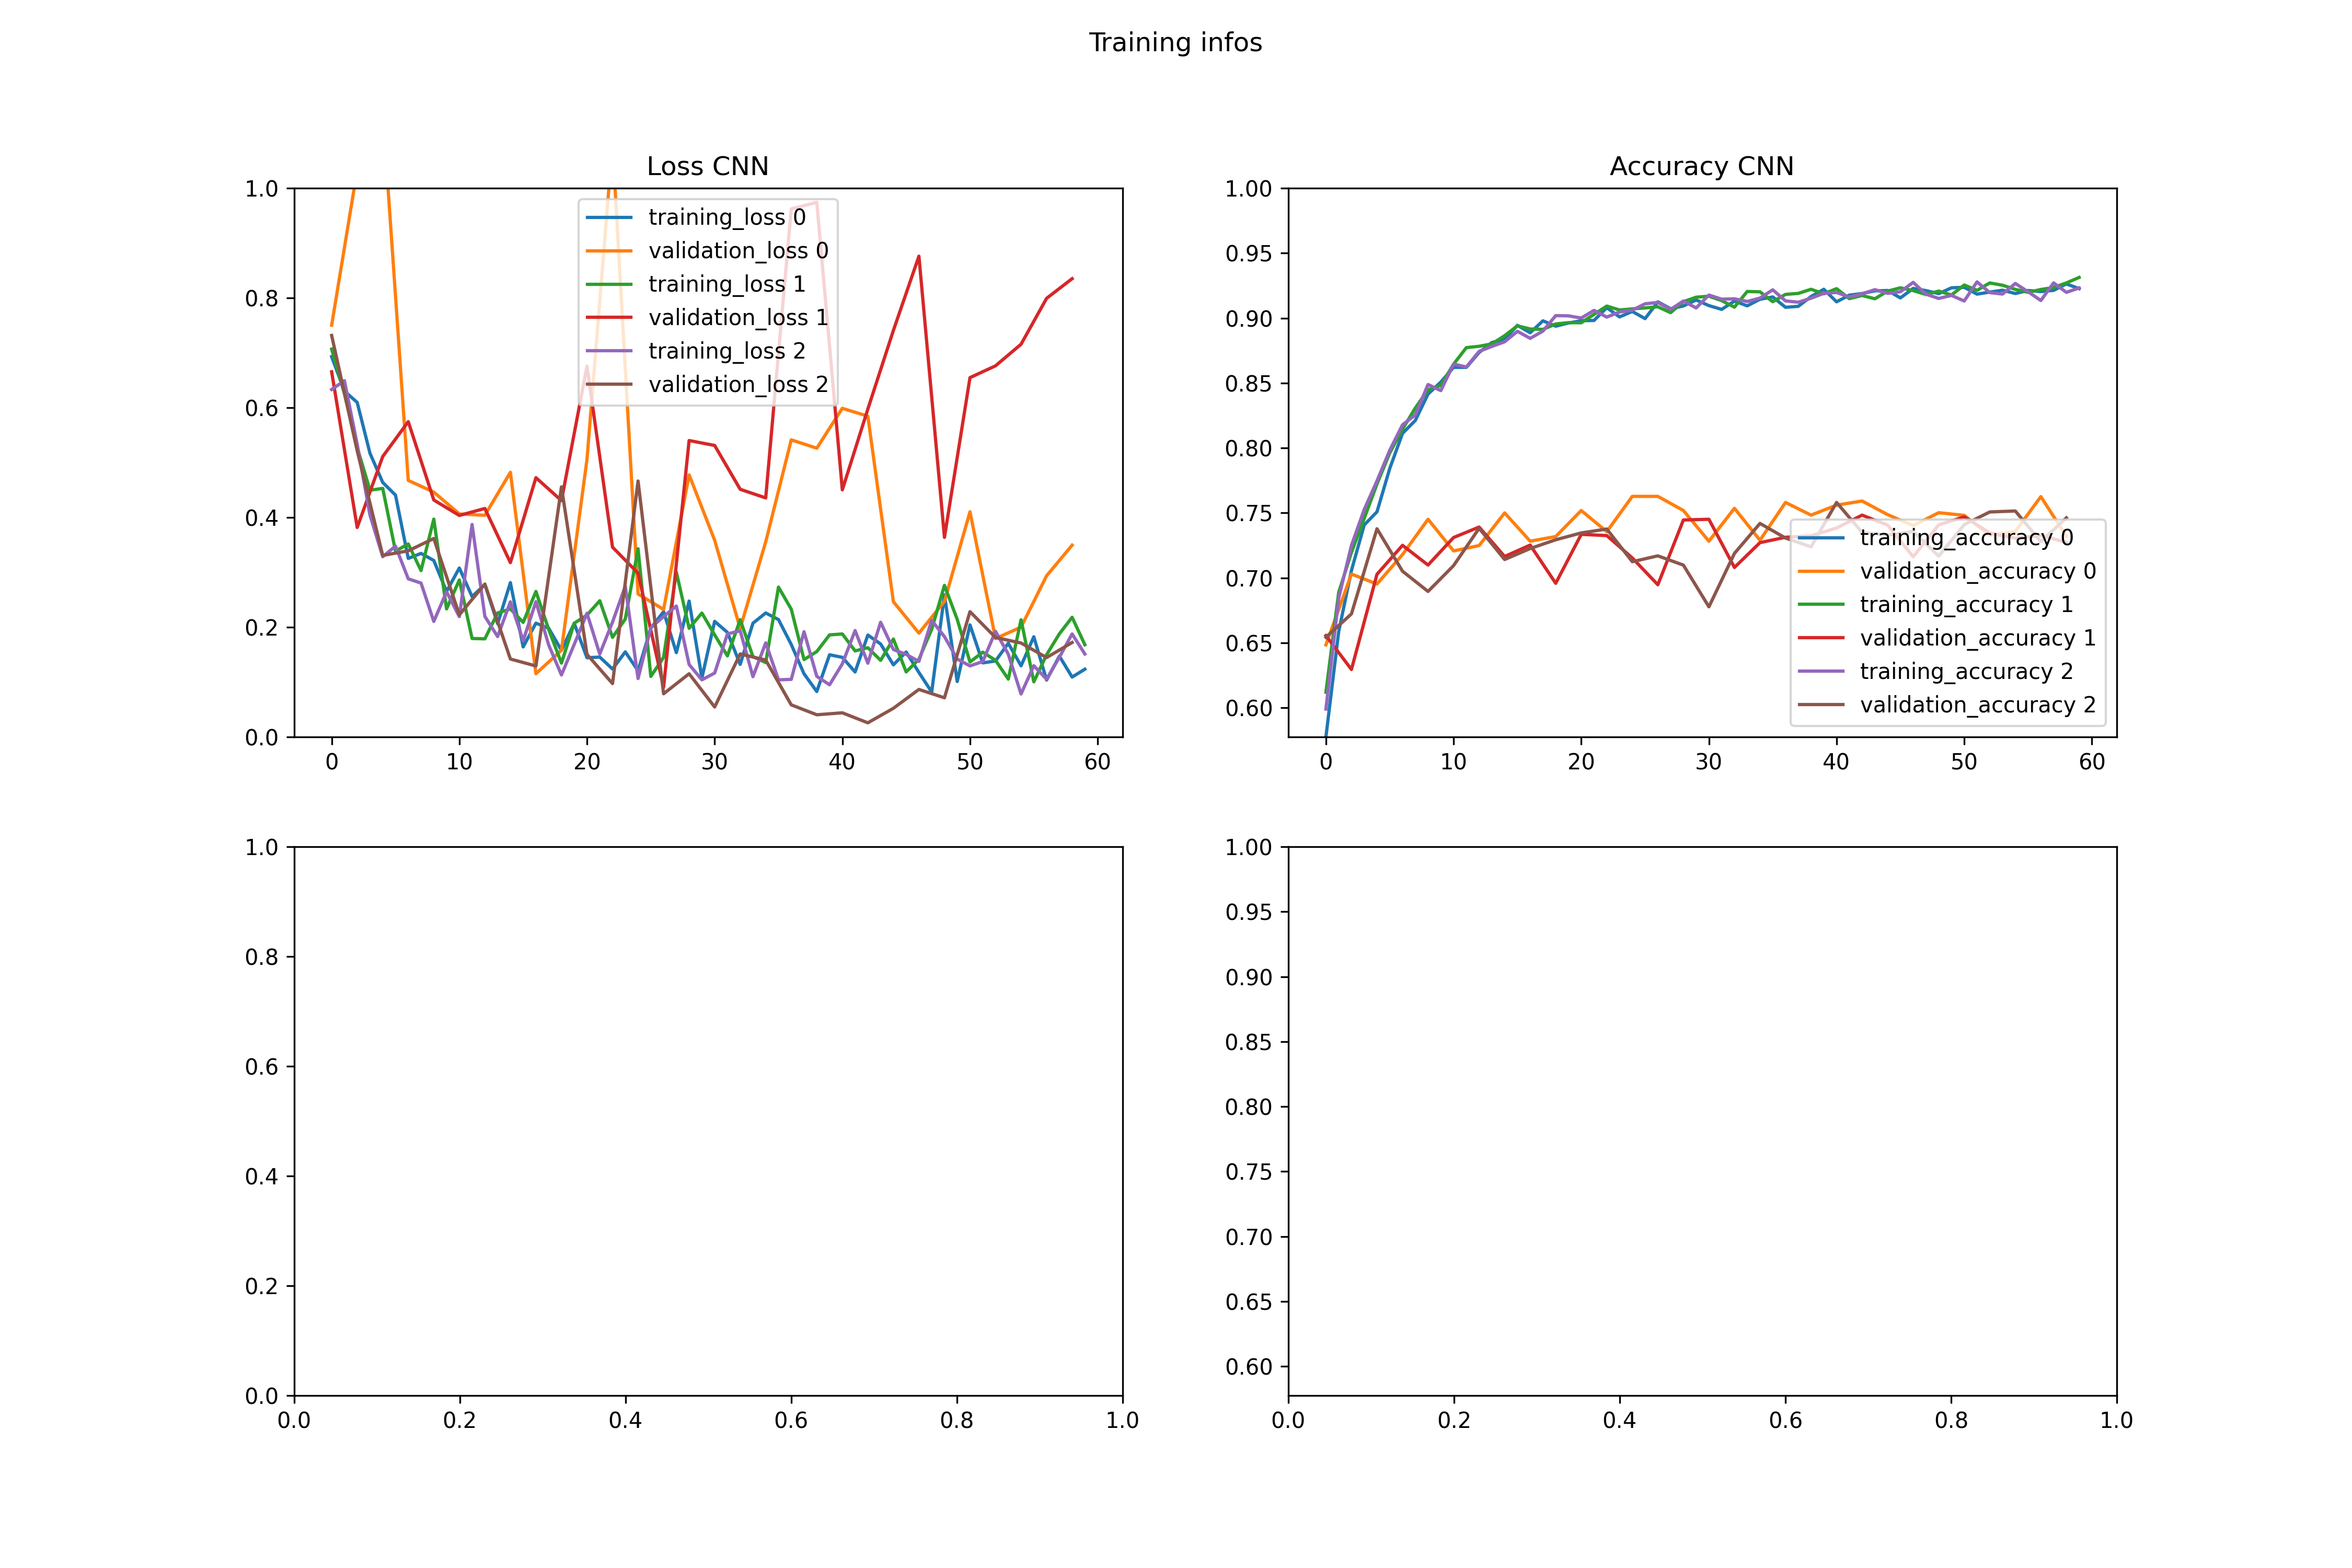 Training infos
Loss CNN
1.0
0.8
0.6
0.4
0.2
0.0
0 10 20 30 40 50 60
training_loss 0
validation_loss 0
training_loss 1
validation_loss 1
training_loss 2
validation_loss 2
Accuracy CNN
1.00
0.95
0.90
0.85
0.80
0.75
0.70
0.65
0.60
0 10 20 30 40 50 60
training_accuracy 0
validation_accuracy 0
training_accuracy 1
validation_accuracy 1
training_accuracy 2
validation_accuracy 2
1.0
0.8
0.6
0.4
0.2
0.0
0.0 0.2 0.4 0.6 0.8 1.0
1.00
0.95
0.90
0.85
0.80
0.75
0.70
0.65
0.60
0.0 0.2 0.4 0.6 0.8 1.0